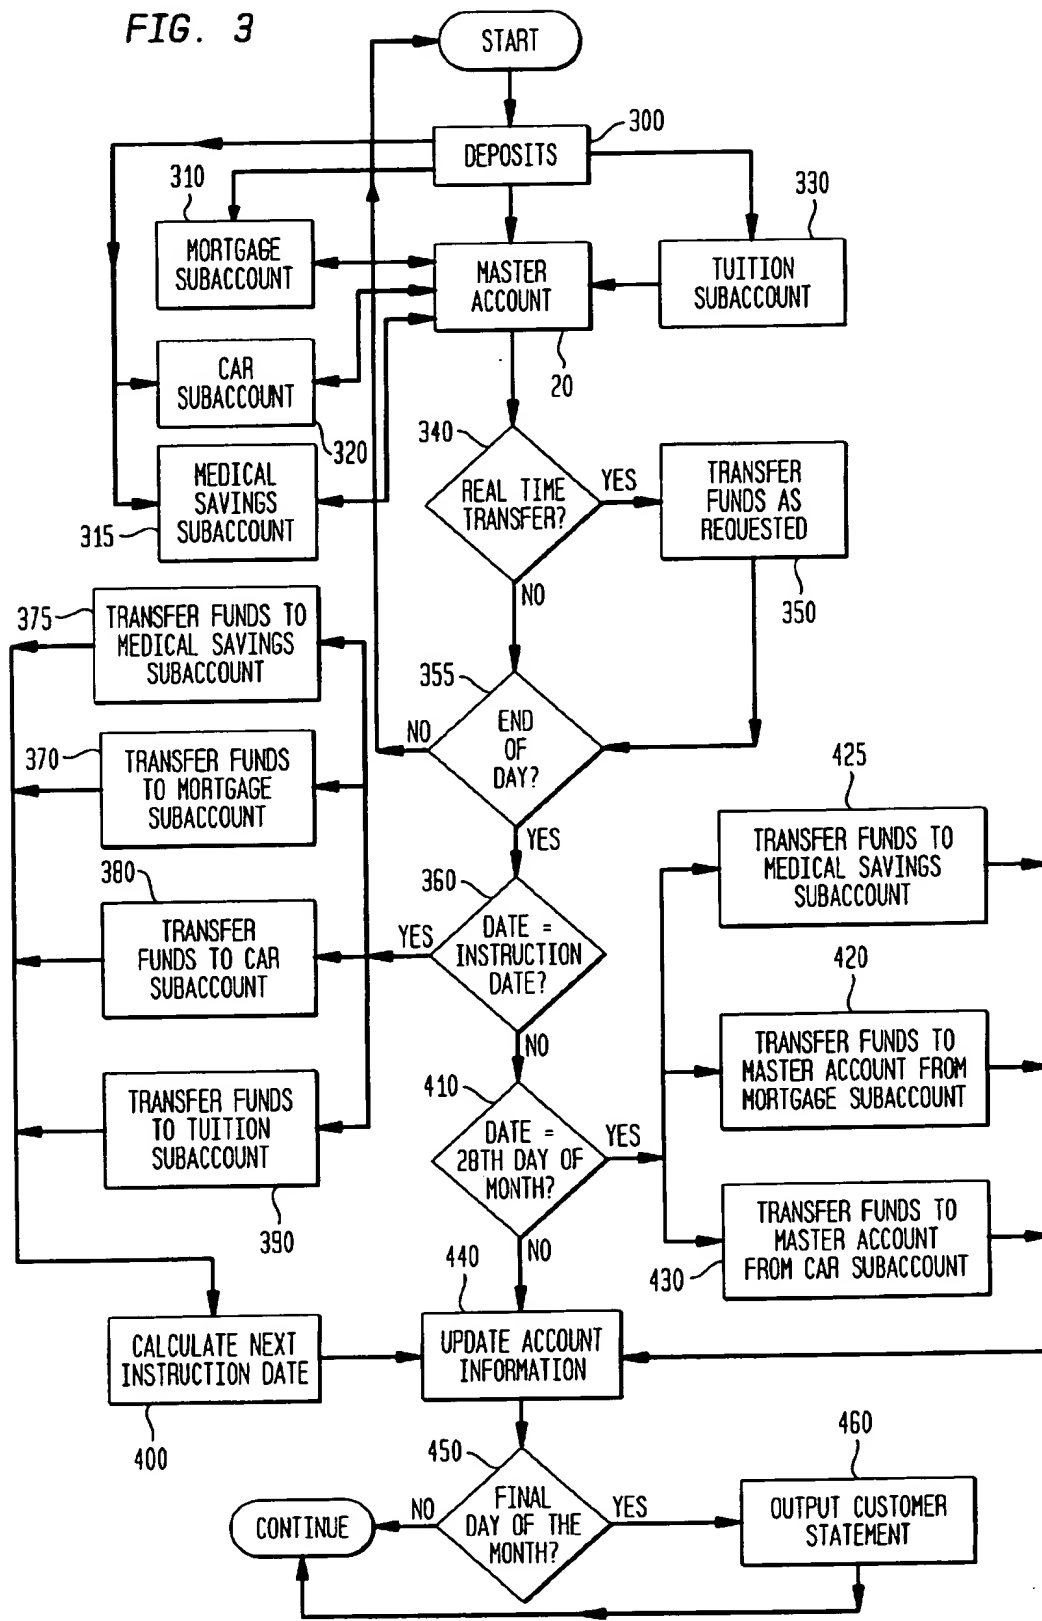 FIG. 3
START
300
DEPOSITS
310
MORTGAGE
SUBACCOUNT
MASTER
ACCOUNT
20
330
TUITION
SUBACCOUNT
CAR
SUBACCOUNT
320
MEDICAL
SAVINGS
SUBACCOUNT
315
340
REAL TIME
TRANSFER?
YES
NO
TRANSFER
FUNDS AS
REQUESTED
350
375
TRANSFER FUNDS TO
MEDICAL SAVINGS
SUBACCOUNT
355
END
OF
DAY?
NO
YES
370
TRANSFER FUNDS
TO MORTGAGE
SUBACCOUNT
425
TRANSFER FUNDS TO
MEDICAL SAVINGS
SUBACCOUNT
380
TRANSFER
FUNDS TO CAR
SUBACCOUNT
360
DATE =
INSTRUCTION
DATE?
YES
NO
420
TRANSFER FUNDS TO
MASTER ACCOUNT FROM
MORTGAGE SUBACCOUNT
TRANSFER FUNDS
TO TUITION
SUBACCOUNT
390
410
DATE =
28TH DAY OF
MONTH?
YES
NO
TRANSFER FUNDS TO
MASTER ACCOUNT
FROM CAR SUBACCOUNT
430
CALCULATE NEXT
INSTRUCTION DATE
400
440
UPDATE ACCOUNT
INFORMATION
450
FINAL
DAY OF THE
MONTH?
NO
YES
CONTINUE
460
OUTPUT CUSTOMER
STATEMENT